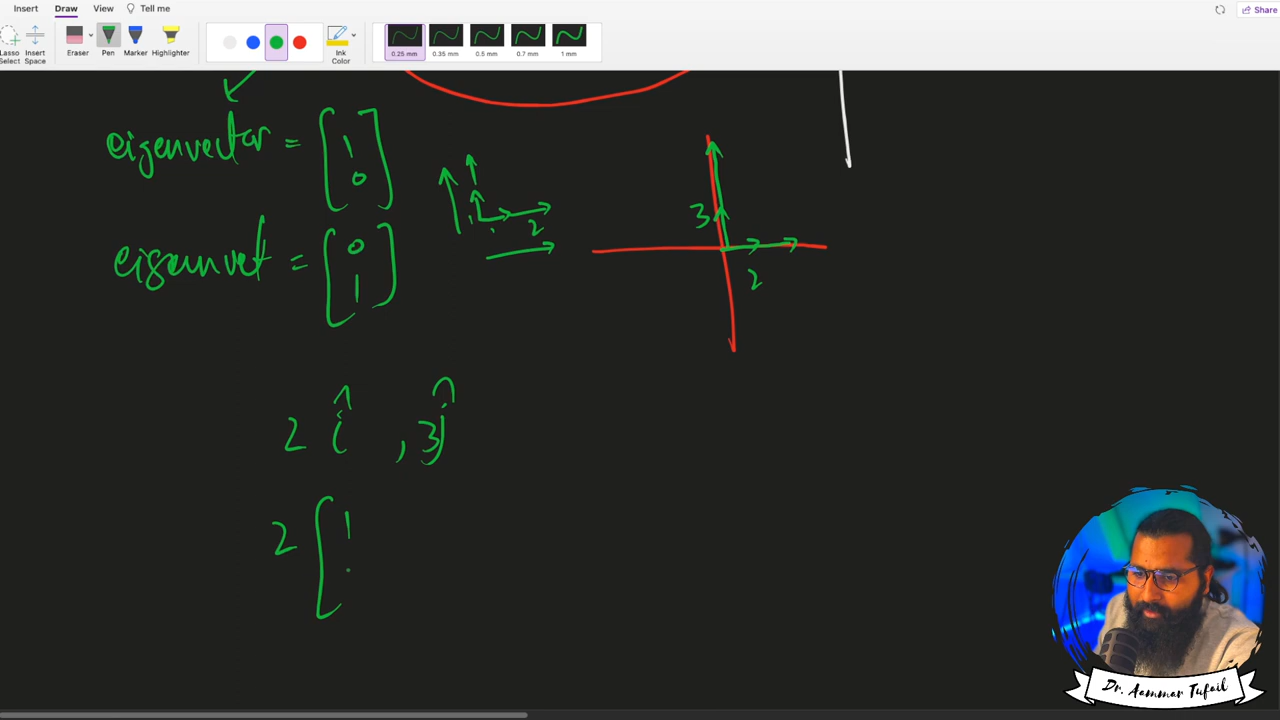 Insert Draw View Tell me
Share
Lasso Select
Insert Space
Eraser
Pen
Marker
Highlighter
Ink Color
0.25 mm
0.35 mm
0.5 mm
0.7 mm
1 mm
eigenvector = [1 0]
eigenvet = [0 1]
1 1 2
3
2
2 î , 3ĵ
2 [1
Dr. Aammar Tufail